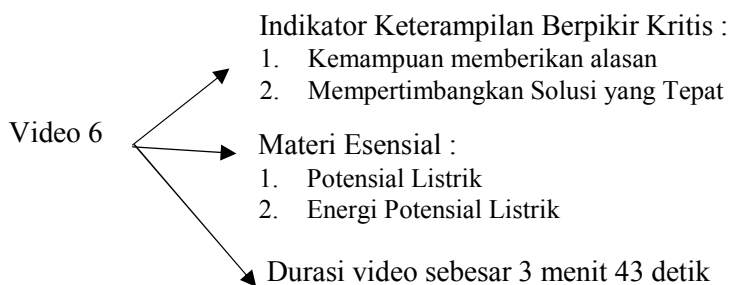 Indikator Keterampilan Berpikir Kritis :
1. Kemampuan memberikan alasan
2. Mempertimbangkan Solusi yang Tepat
Video 6
Materi Esensial :
1. Potensial Listrik
2. Energi Potensial Listrik
Durasi video sebesar 3 menit 43 detik